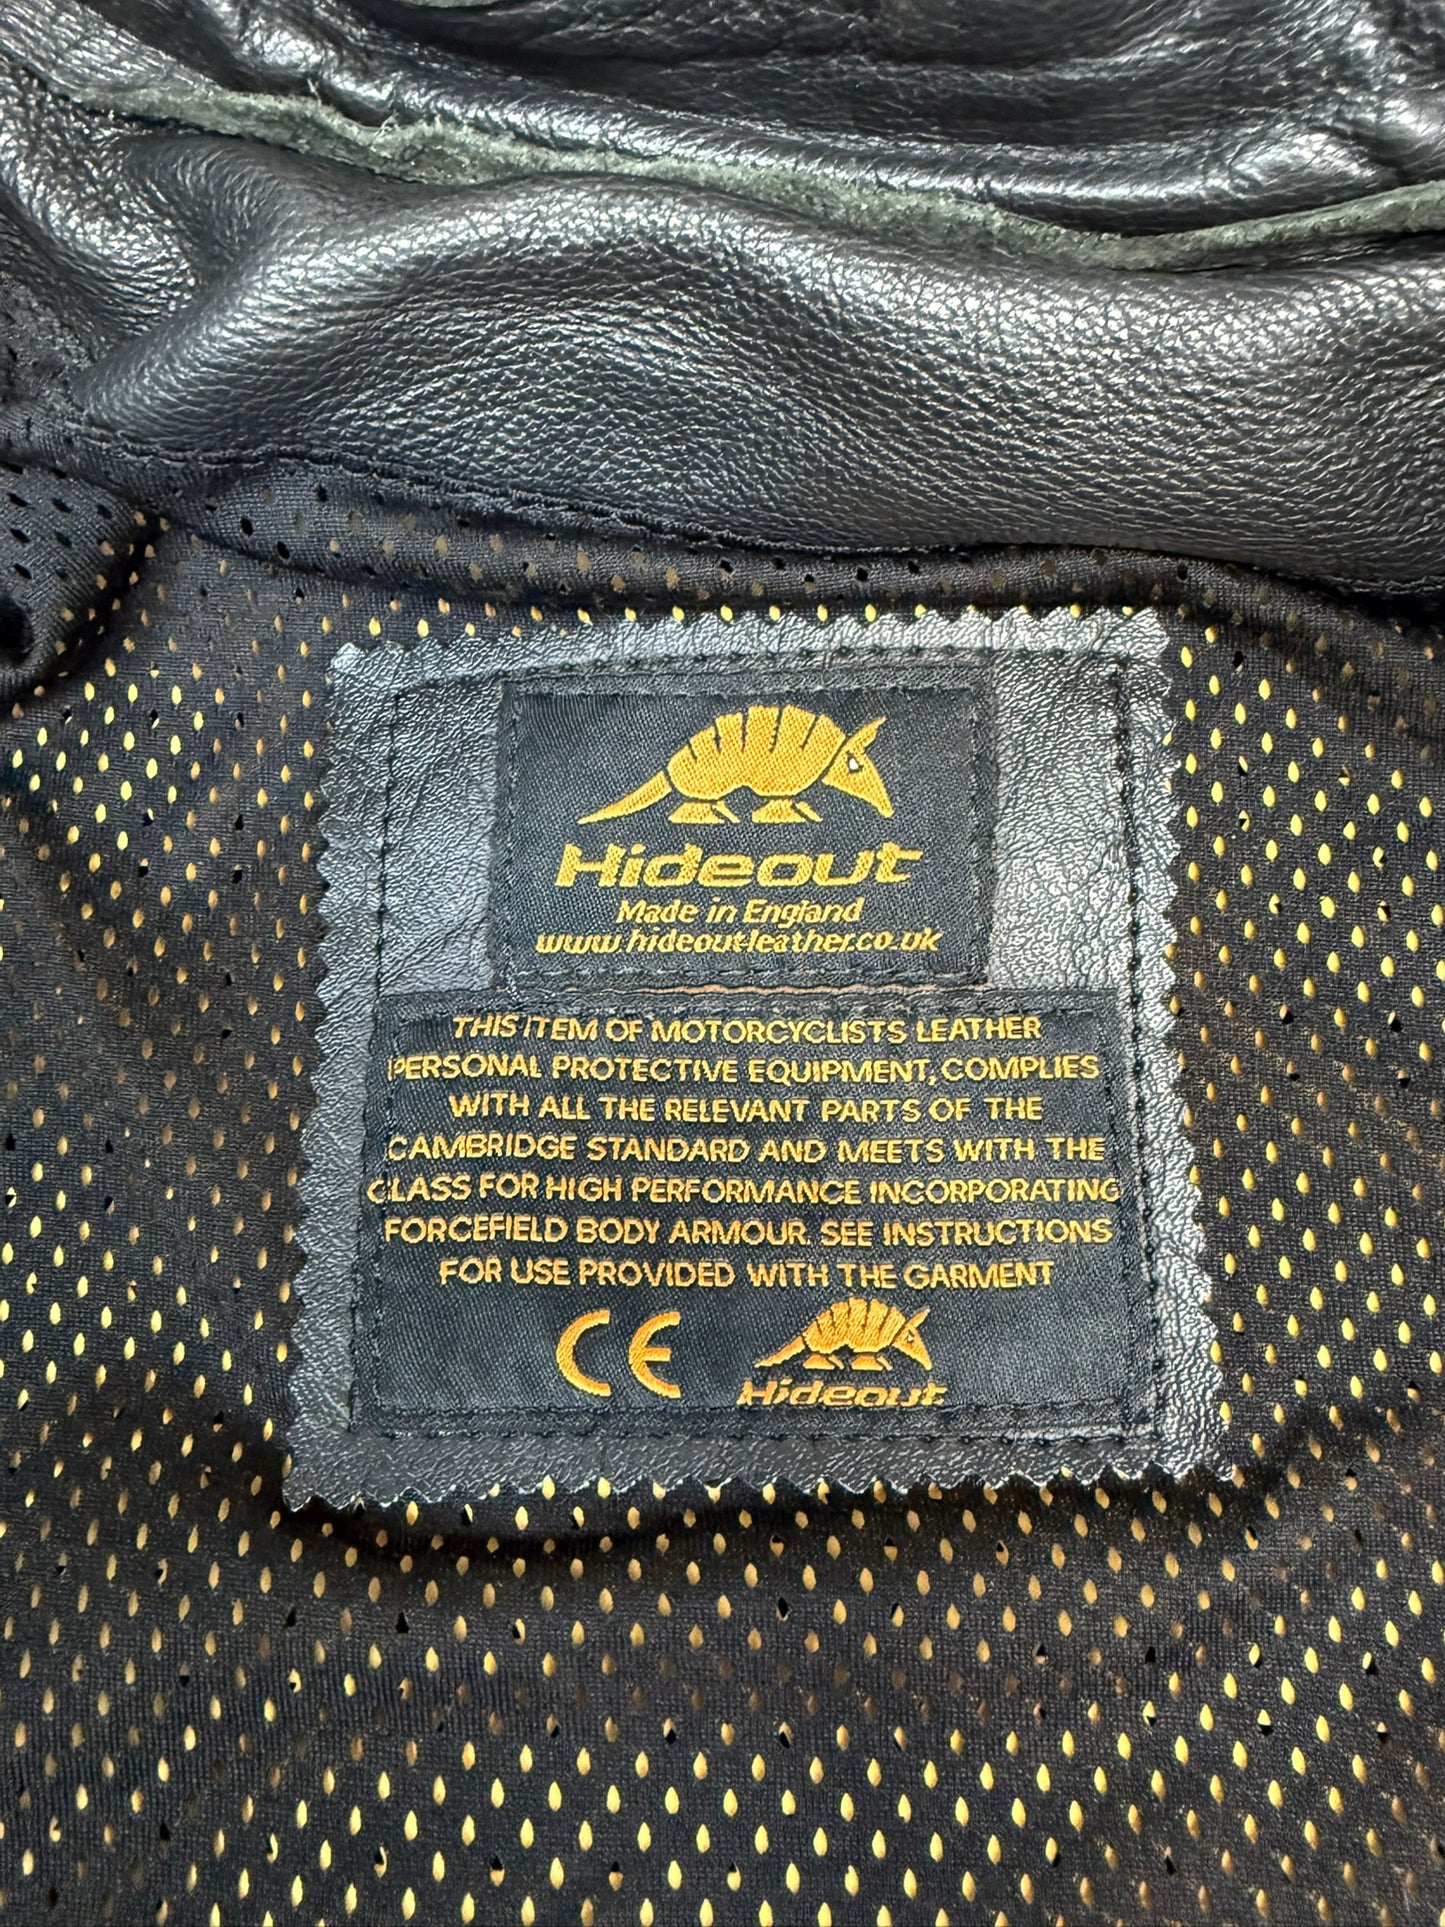 Hideout
Made in England
www.hideout-leather.co.uk
THIS ITEM OF MOTORCYCLISTS LEATHER
PERSONAL PROTECTIVE EQUIPMENT, COMPLIES
WITH ALL THE RELEVANT PARTS OF THE
CAMBRIDGE STANDARD AND MEETS WITH THE
CLASS FOR HIGH PERFORMANCE INCORPORATING
FORCEFIELD BODY ARMOUR. SEE INSTRUCTIONS
FOR USE PROVIDED WITH THE GARMENT
CE Hideout